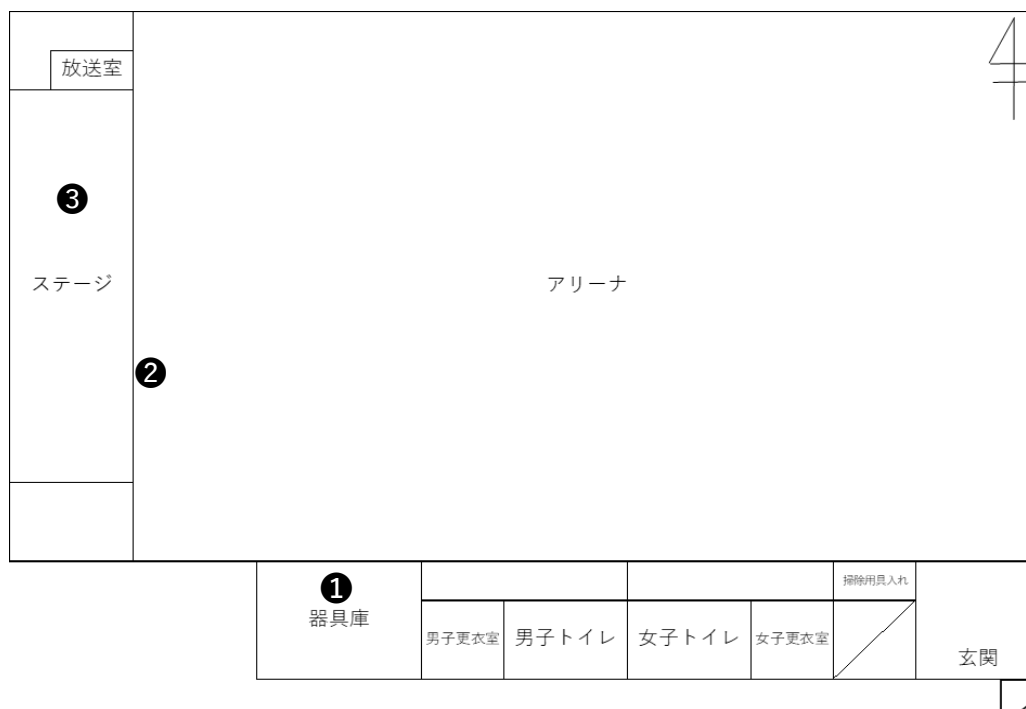 放送室
❸
ステージ
アリーナ
❷
❶
器具庫
掃除用具入れ
男子更衣室
男子トイレ
女子トイレ
女子更衣室
玄関